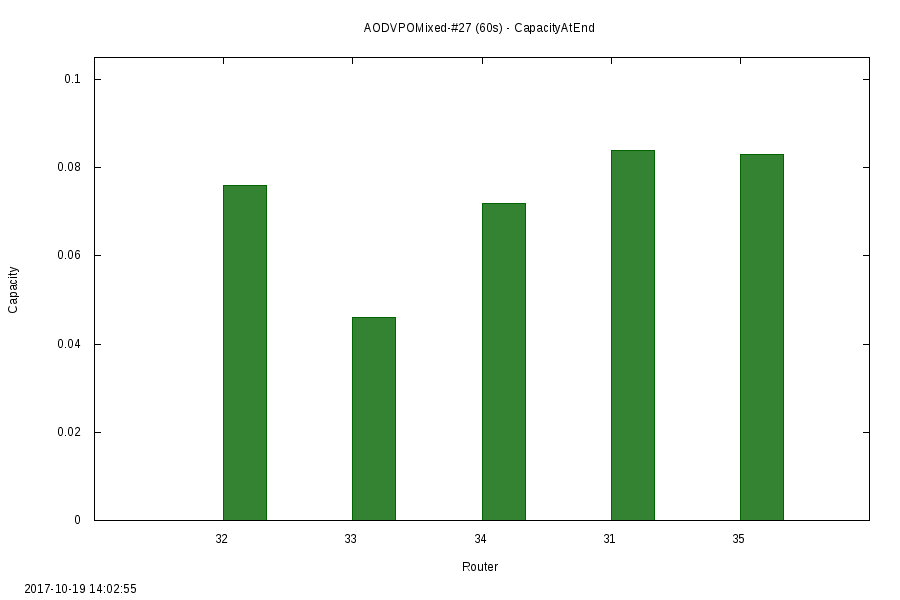 AODVPOMixed-#27 (60s) - CapacityAtEnd
0.1
0.08
0.06
0.04
0.02
0
Capacity
32 33 34 31 35
Router
2017-10-19 14:02:55